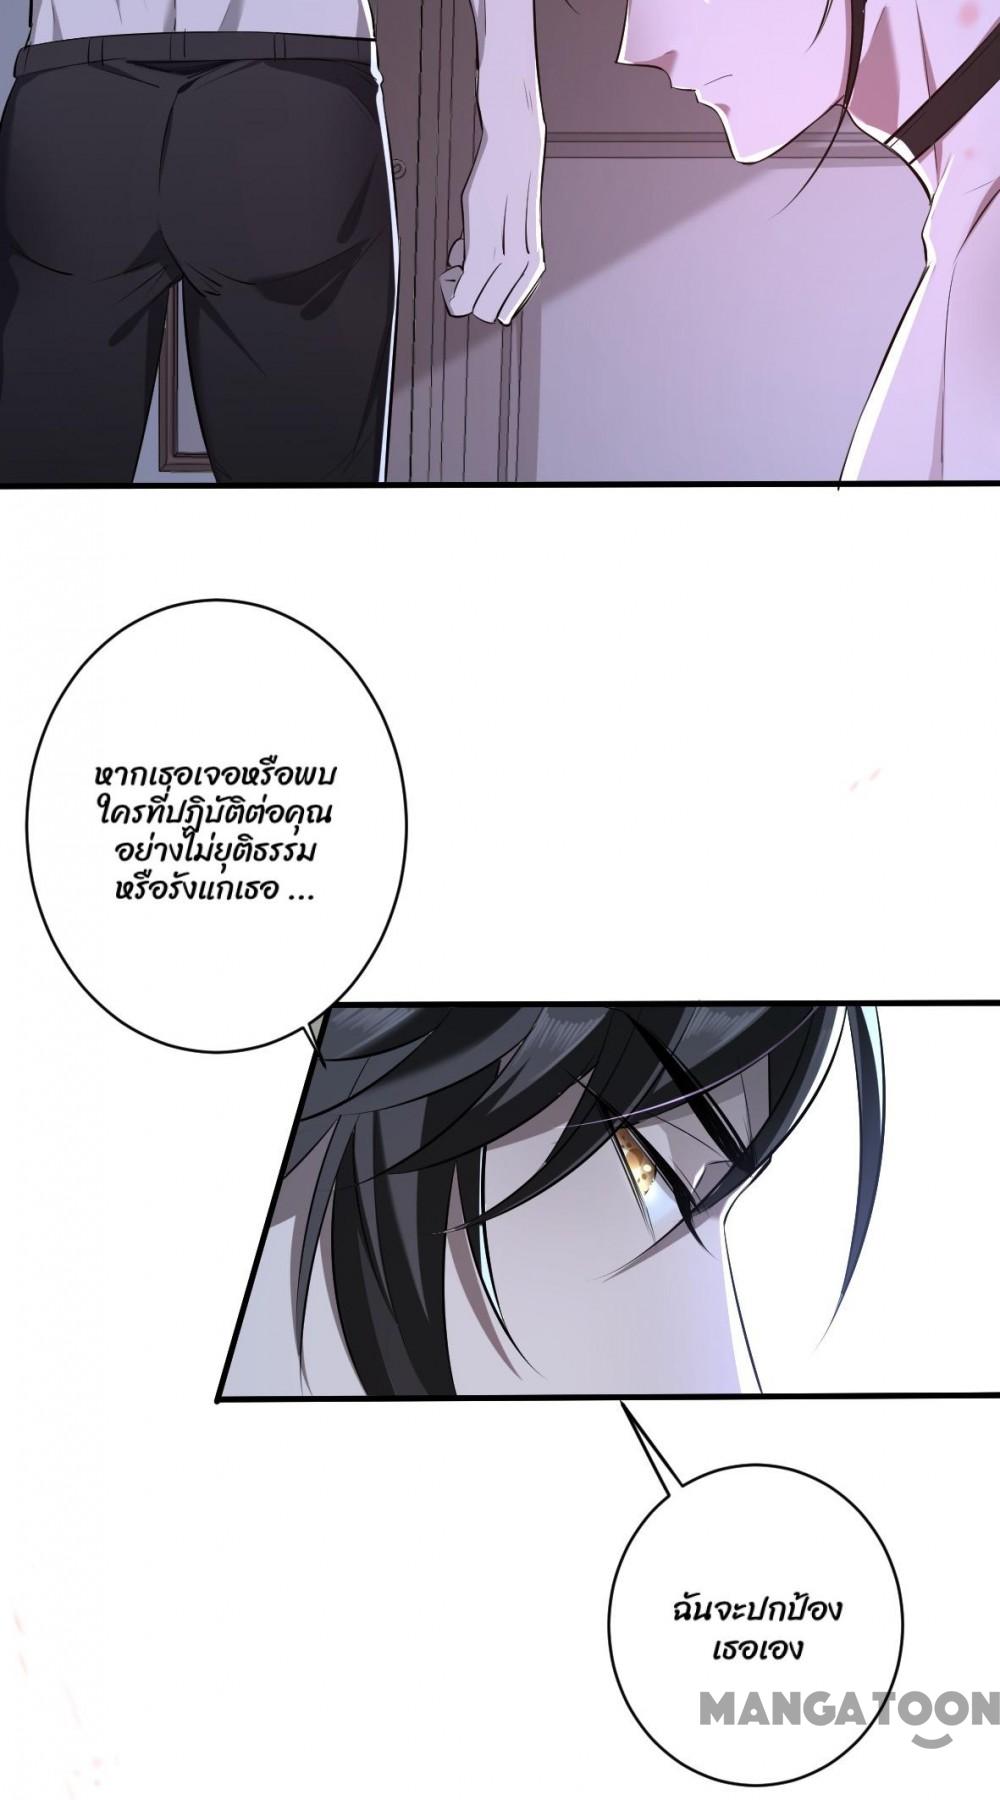 หากเธอเจอหรือพบ
ใครที่ปฏิบัติต่อคุณ
อย่างไม่ยุติธรรม
หรือรังแกเธอ ...
ฉันจะปกป้อง
เธอเอง
MANGATOON